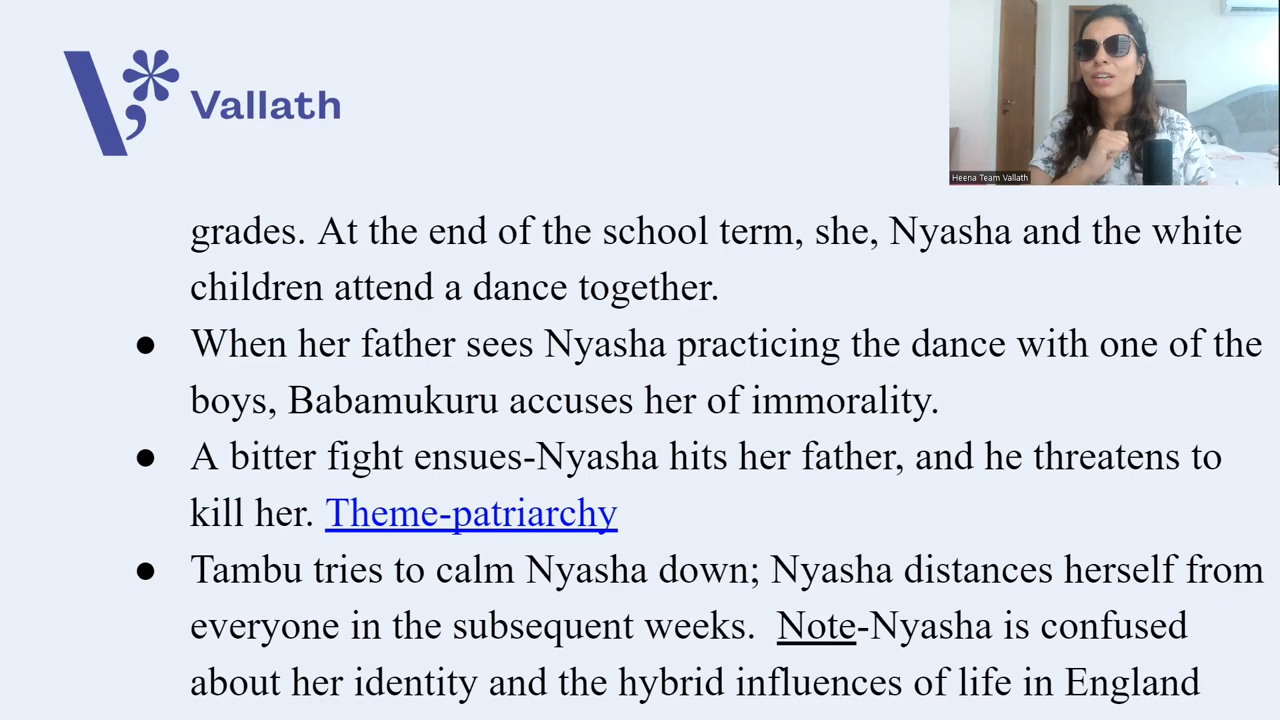 Vallath
Heena Team Vallath
grades. At the end of the school term, she, Nyasha and the white
children attend a dance together.
● When her father sees Nyasha practicing the dance with one of the
boys, Babamukuru accuses her of immorality.
● A bitter fight ensues-Nyasha hits her father, and he threatens to
kill her. Theme-patriarchy
● Tambu tries to calm Nyasha down; Nyasha distances herself from
everyone in the subsequent weeks.  Note-Nyasha is confused
about her identity and the hybrid influences of life in England